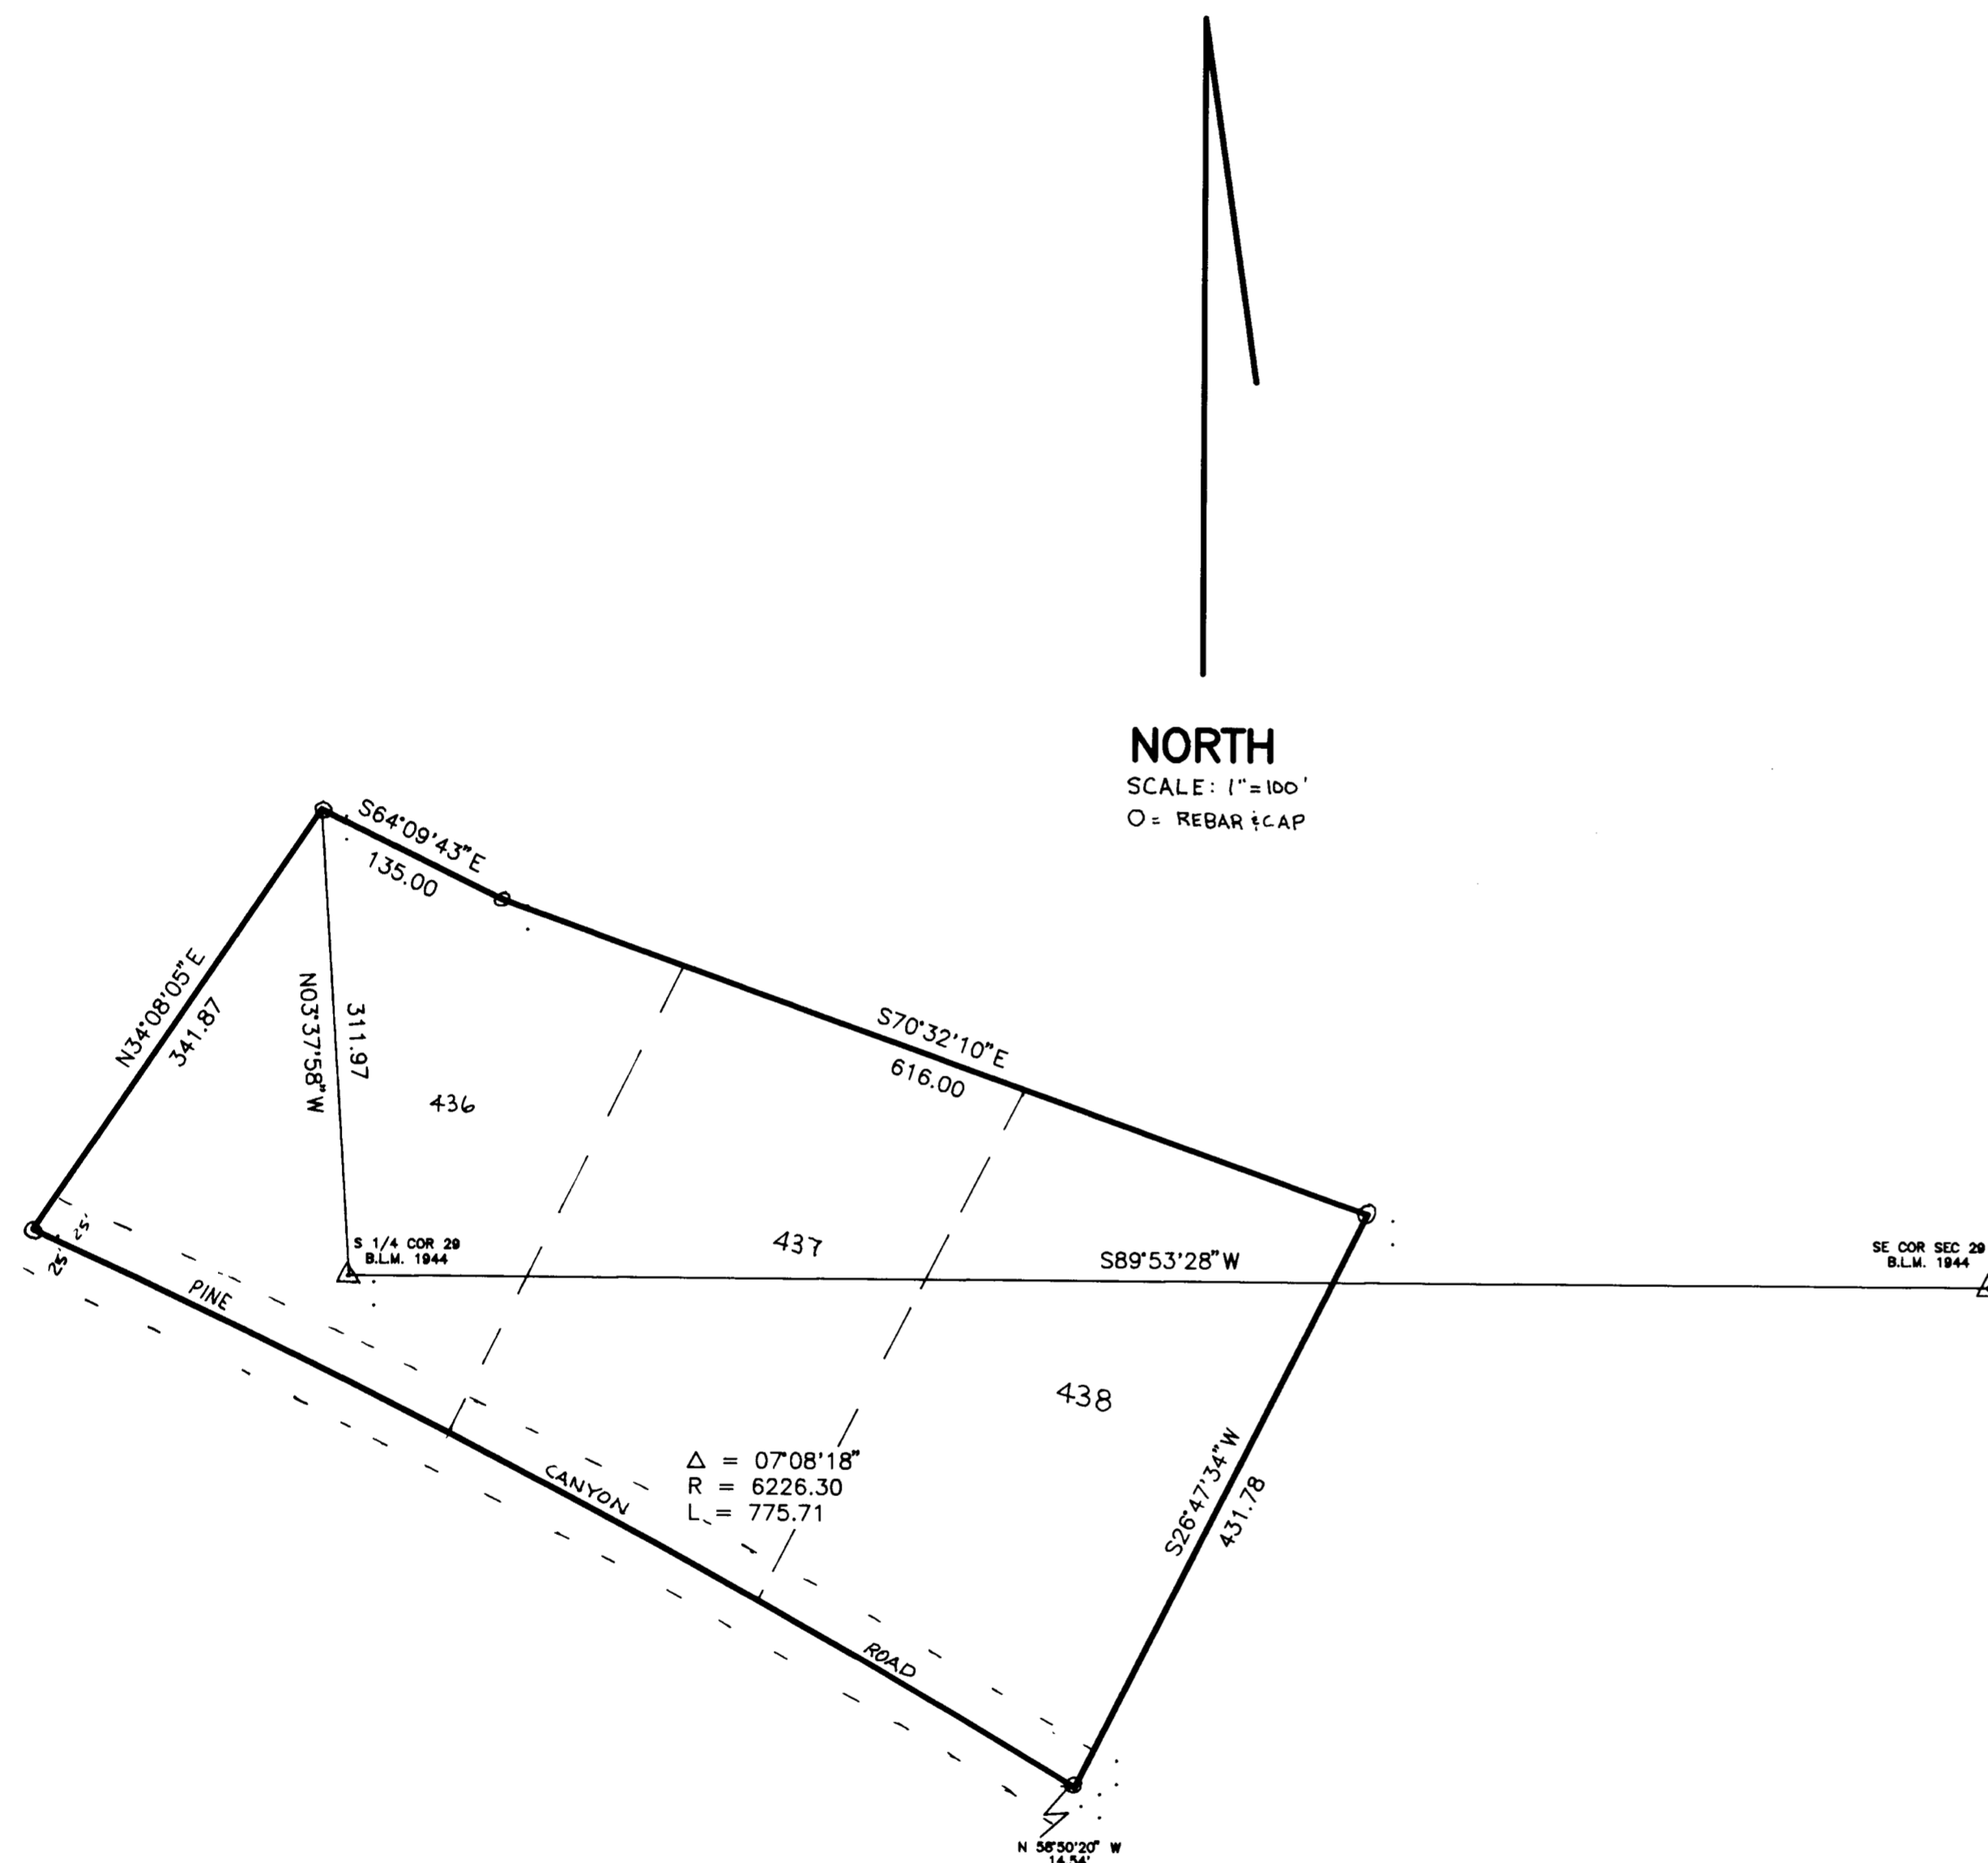 NORTH
SCALE: 1"=100'
O = REBAR & CAP
S64°09'43"E
135.00
N34°08'05"E
341.87
N03°37'58"W
311.97
S70°32'10"E
616.00
436
437
438
S 1/4 COR 29
B.L.M. 1944
S89°53'28"W
SE COR SEC 29
B.L.M. 1944
25'
25'
PINE
CANYON
ROAD
Δ = 07°08'18"
R = 6226.30
L = 775.71
S26°47'34"W
431.78
N 58°50'20" W
14.54'